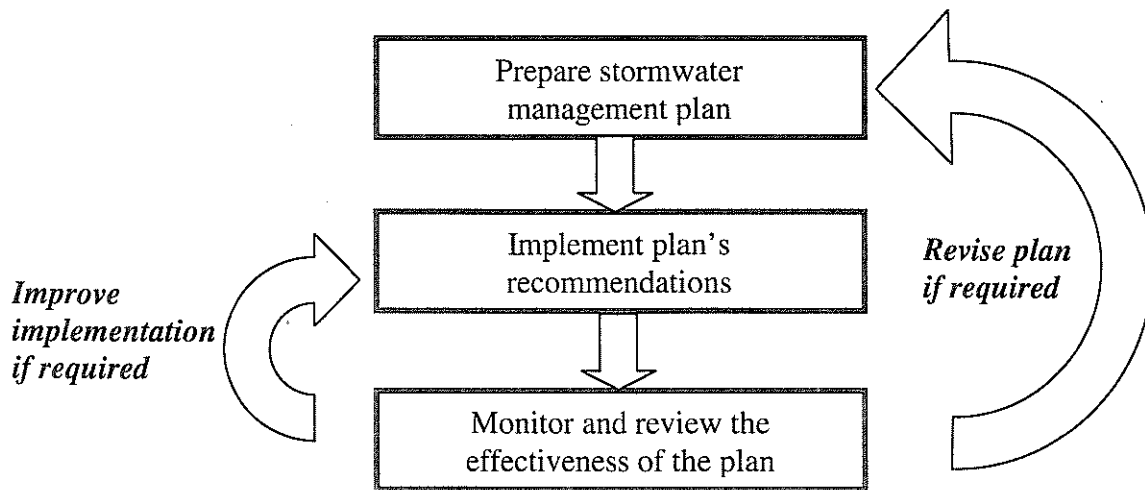 Prepare stormwater
management plan
Implement plan's
recommendations
Revise plan
if required
Improve
implementation
if required
Monitor and review the
effectiveness of the plan